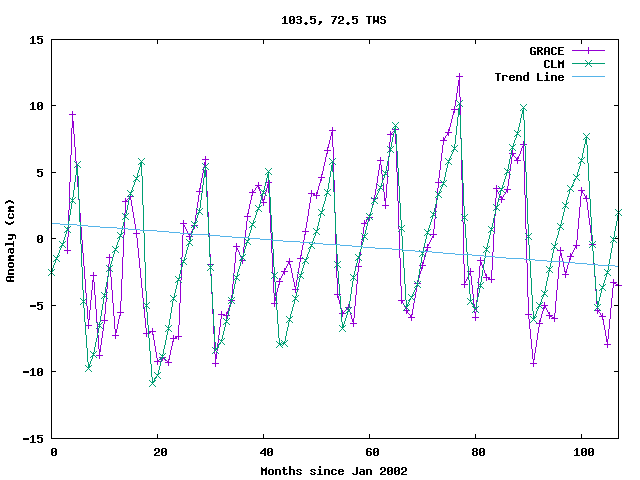 103.5, 72.5 TWS
GRACE
CLM
Trend Line
15
10
5
0
-5
-10
-15
Anomaly (cm)
0 20 40 60 80 100
Months since Jan 2002